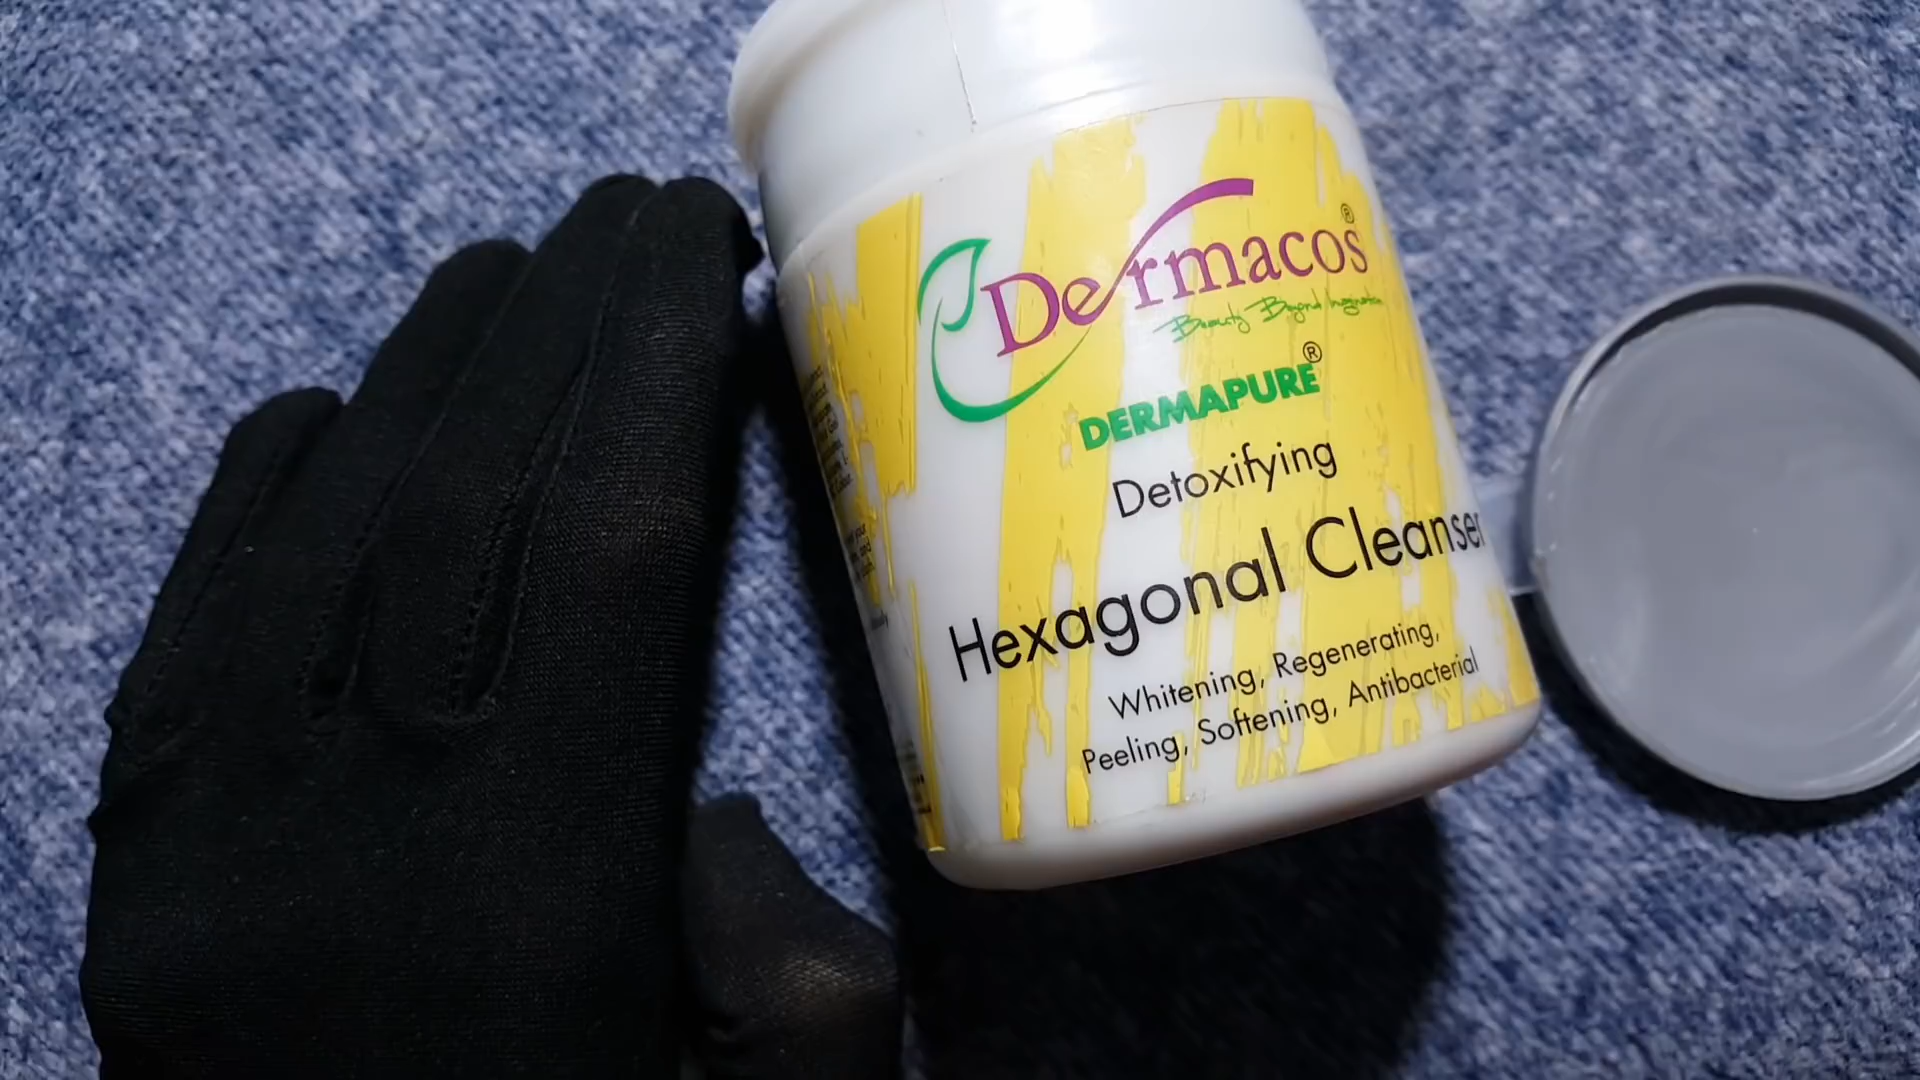 Dermacos®
Beauty Beyond Imagination
DERMAPURE®
Detoxifying
Hexagonal Cleanser
Whitening, Regenerating,
Peeling, Softening, Antibacterial